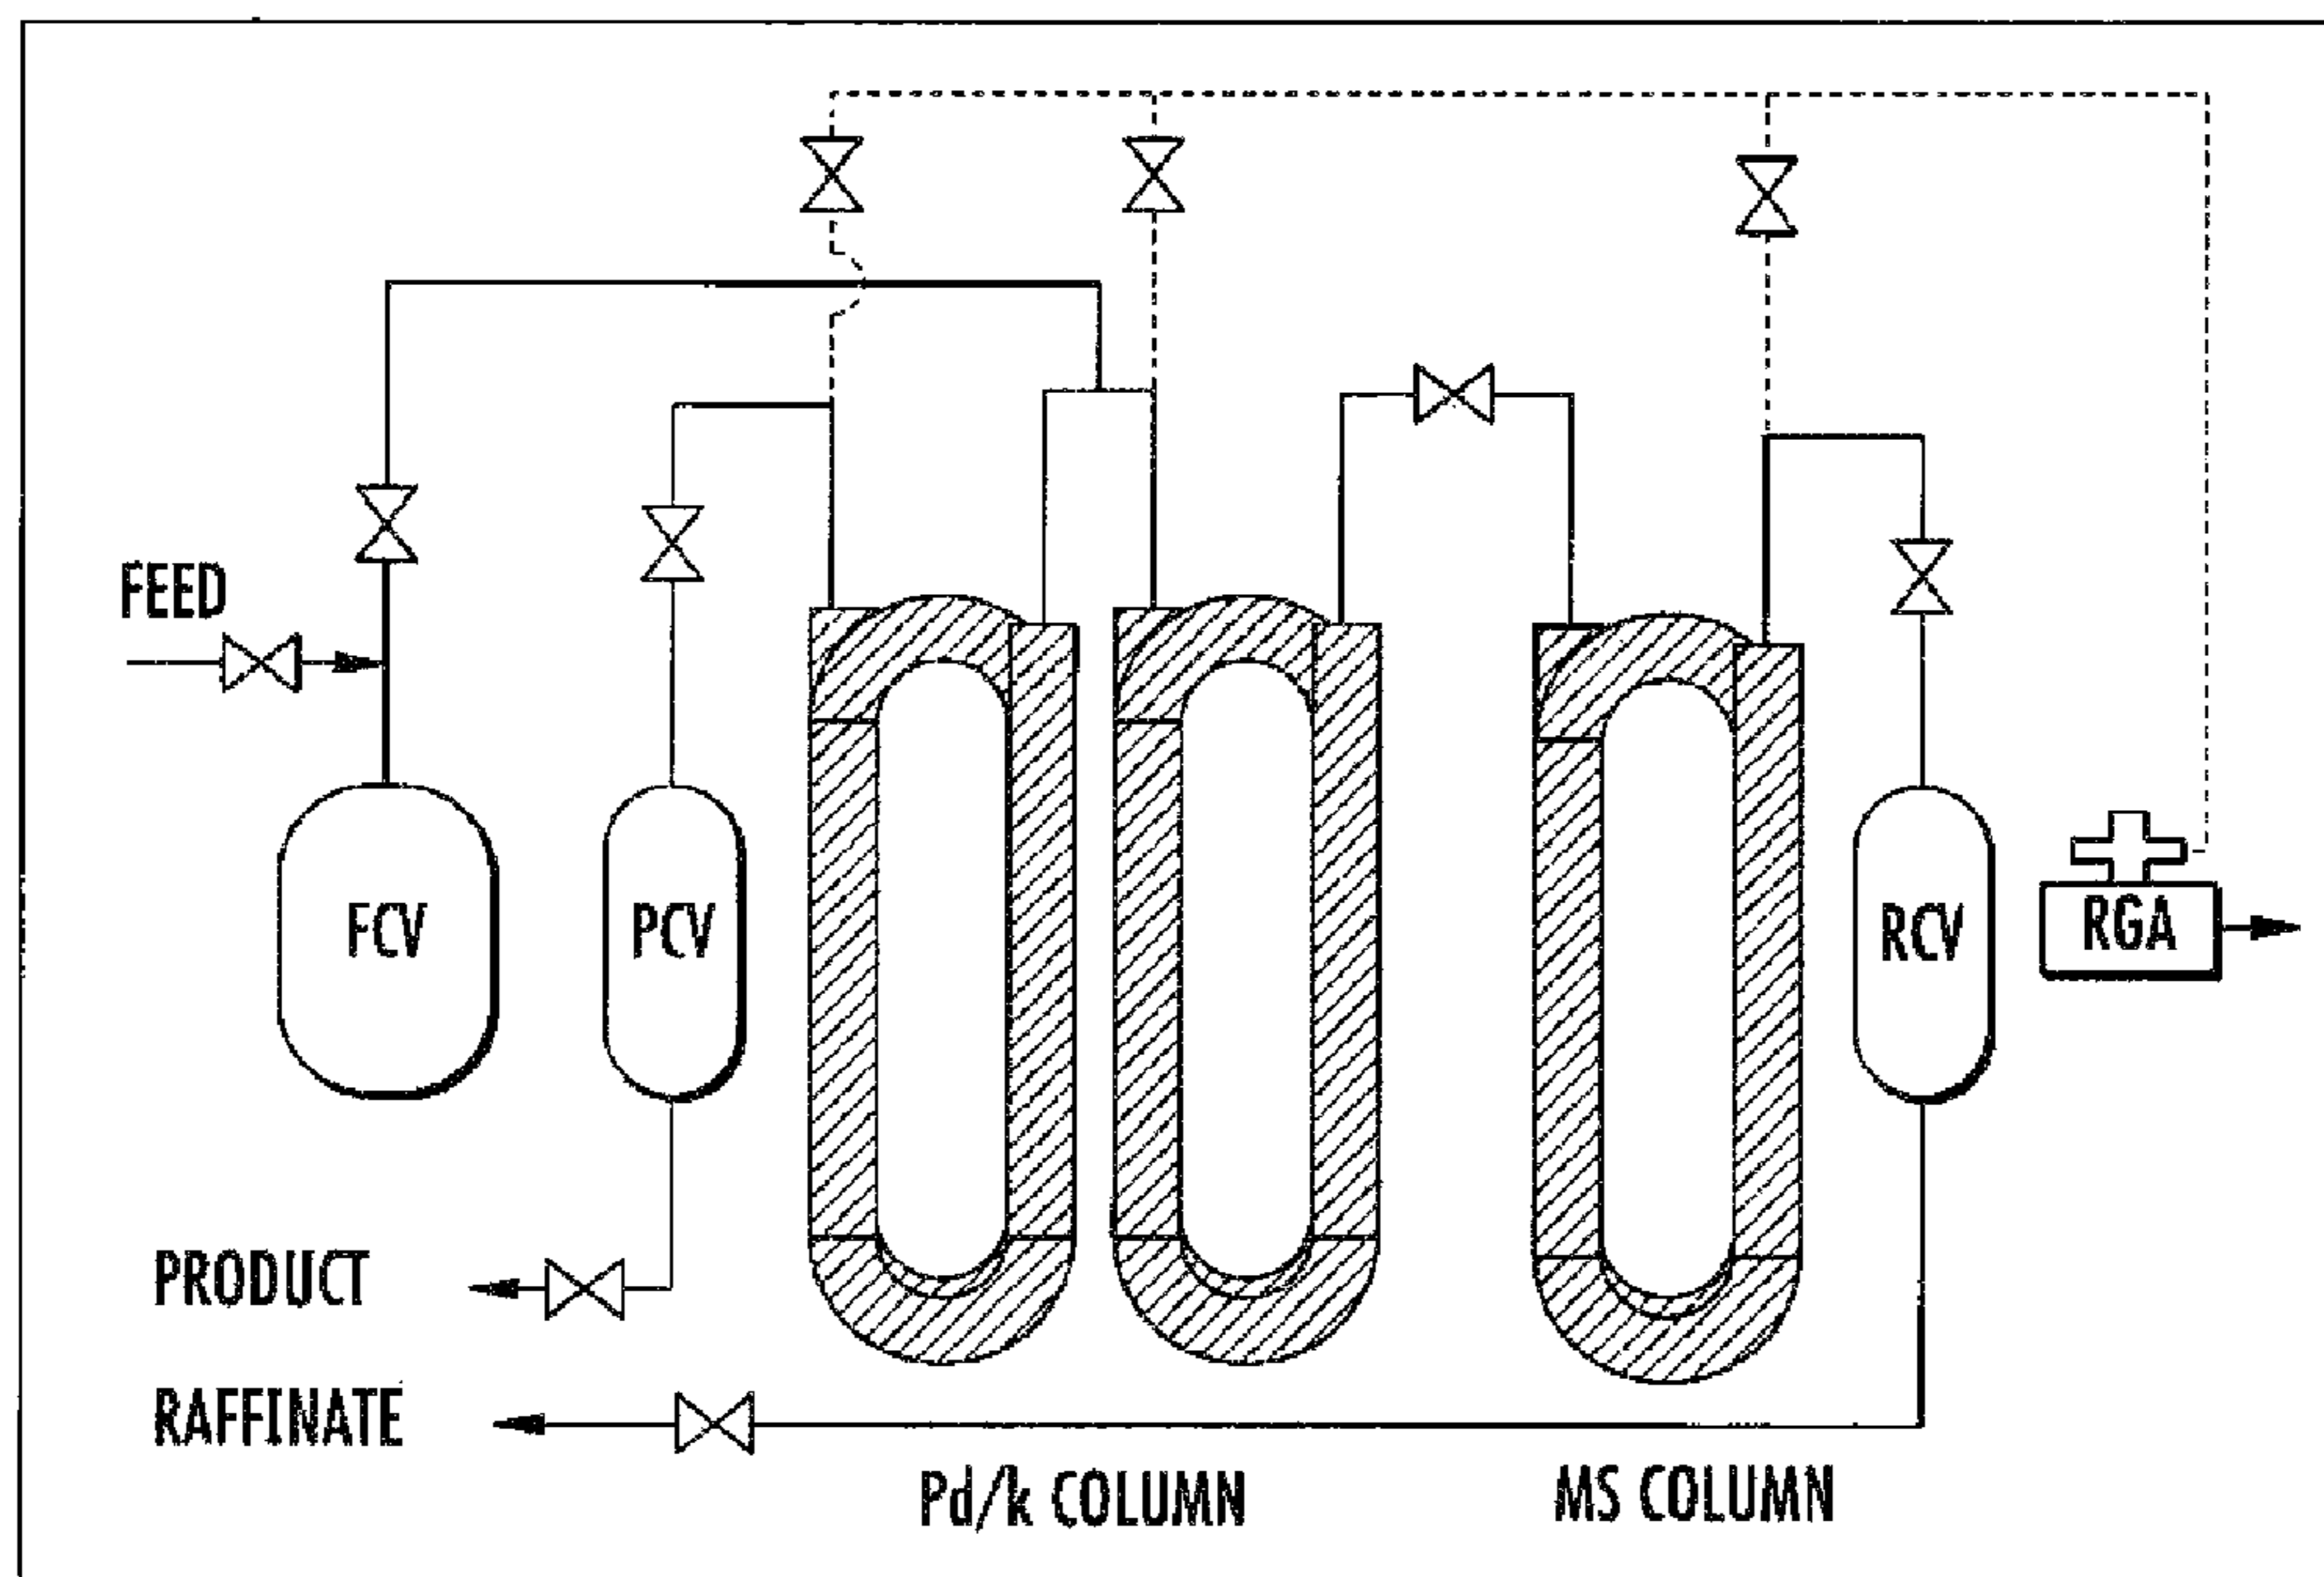 FEED
FCV
PCV
RCV
RGA
PRODUCT
RAFFINATE
Pd/k COLUMN
MS COLUMN